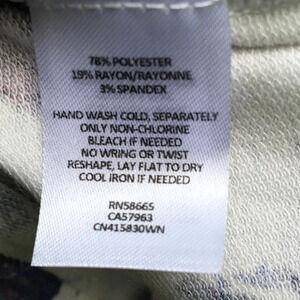 78% POLYESTER
19% RAYON/RAYONNE
3% SPANDEX
HAND WASH COLD, SEPARATELY
ONLY NON-CHLORINE
BLEACH IF NEEDED
NO WRING OR TWIST
RESHAPE, LAY FLAT TO DRY
COOL IRON IF NEEDED
RN58665
CA57963
CN415830WN